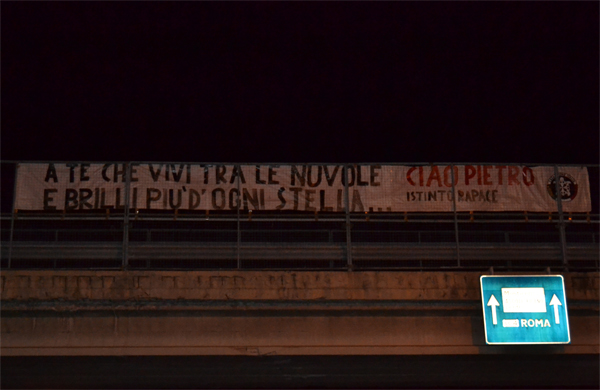 A TE CHE VIVI TRA LE NUVOLE
E BRILLI PIU' D'OGNI STELLA...
CIAO PIETRO
ISTINTO RAPACE
ROMA